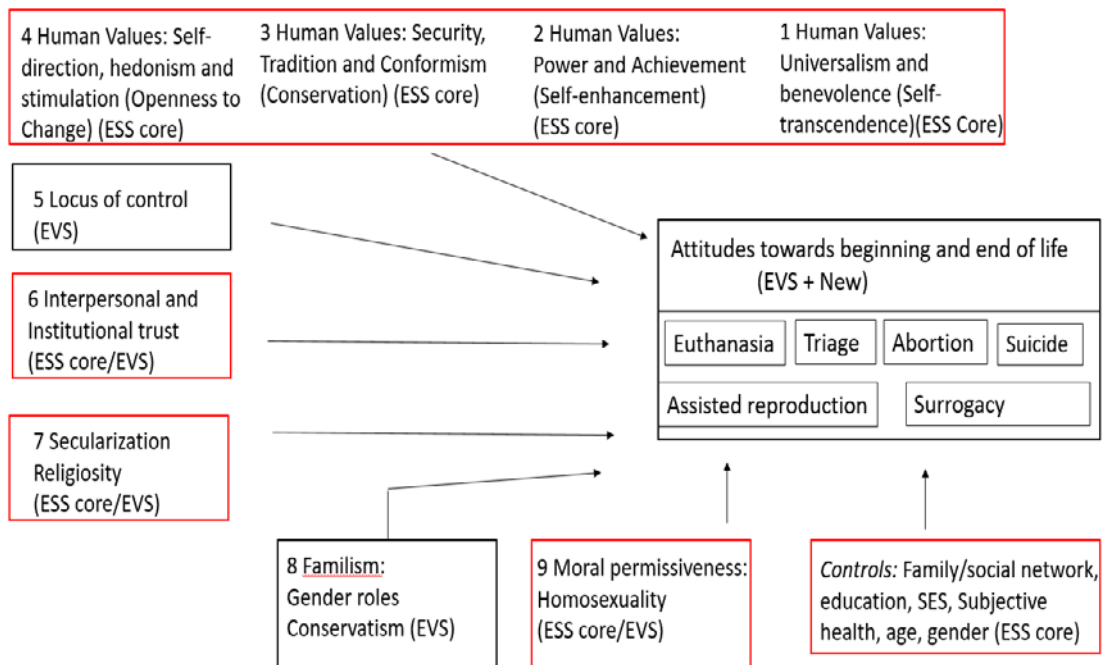 4 Human Values: Self-
direction, hedonism and
stimulation (Openness to
Change) (ESS core)
3 Human Values: Security,
Tradition and Conformism
(Conservation) (ESS core)
2 Human Values:
Power and Achievement
(Self-enhancement)
(ESS core)
1 Human Values:
Universalism and
benevolence (Self-
transcendence)(ESS Core)
5 Locus of control
(EVS)
6 Interpersonal and
Institutional trust
(ESS core/EVS)
7 Secularization
Religiosity
(ESS core/EVS)
Attitudes towards beginning and end of life
(EVS + New)
Euthanasia
Triage
Abortion
Suicide
Assisted reproduction
Surrogacy
8 Familism:
Gender roles
Conservatism (EVS)
9 Moral permissiveness:
Homosexuality
(ESS core/EVS)
Controls: Family/social network,
education, SES, Subjective
health, age, gender (ESS core)